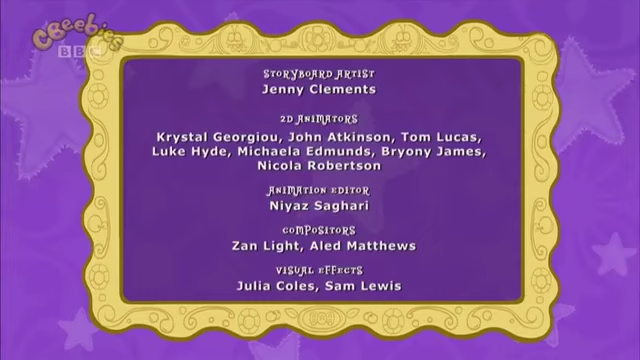 CBeebies
BBC
STORYBOARD ARTIST
Jenny Clements
2D ANIMATORS
Krystal Georgiou, John Atkinson, Tom Lucas,
Luke Hyde, Michaela Edmunds, Bryony James,
Nicola Robertson
ANIMATION EDITOR
Niyaz Saghari
COMPOSITORS
Zan Light, Aled Matthews
VISUAL EFFECTS
Julia Coles, Sam Lewis